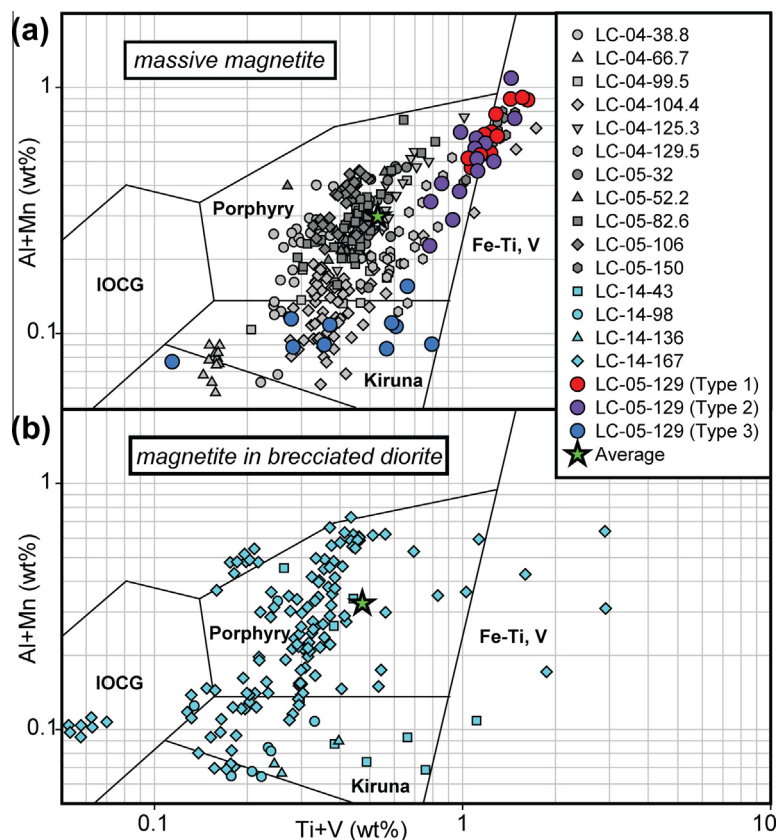 (a)
massive magnetite
1
0.1
Al+Mn (wt%)
Porphyry
IOCG
Fe-Ti, V
Kiruna
LC-04-38.8
LC-04-66.7
LC-04-99.5
LC-04-104.4
LC-04-125.3
LC-04-129.5
LC-05-32
LC-05-52.2
LC-05-82.6
LC-05-106
LC-05-150
LC-14-43
LC-14-98
LC-14-136
LC-14-167
LC-05-129 (Type 1)
LC-05-129 (Type 2)
LC-05-129 (Type 3)
Average
(b)
magnetite in brecciated diorite
1
0.1
Al+Mn (wt%)
Porphyry
IOCG
Fe-Ti, V
Kiruna
0.1
1
10
Ti+V (wt%)